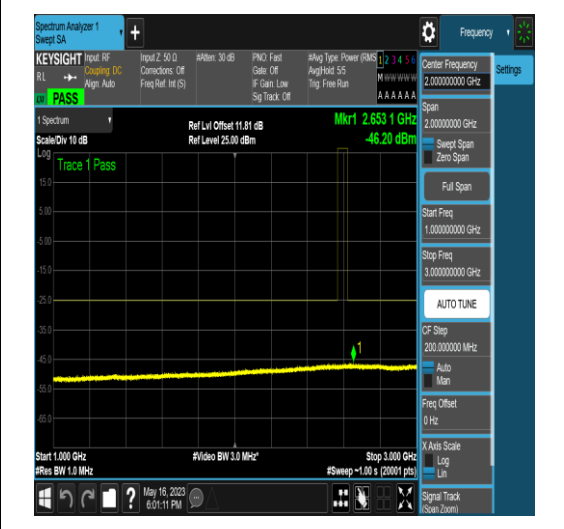 Spectrum Analyzer 1
Swept SA
Frequency
KEYSIGHT
RL
PASS
Input: RF
Coupling: DC
Align: Auto
Input Z: 50 Ω
Corrections: Off
Freq Ref: Int (S)
#Atten: 30 dB
PNO: Fast
Gate: Off
IF Gain: Low
Sig Track: Off
#Avg Type: Power (RMS
Avg|Hold: 5/5
Trig: Free Run
1 2 3 4 5 6
M w w w w w
A A A A A A
Center Frequency
2.000000000 GHz
Settings
Span
2.00000000 GHz
Swept Span
Zero Span
Full Span
Start Freq
1.000000000 GHz
Stop Freq
3.000000000 GHz
AUTO TUNE
CF Step
200.000000 MHz
Auto
Man
Freq Offset
0 Hz
X Axis Scale
Log
Lin
Signal Track
(Span Zoom)
1 Spectrum
Scale/Div 10 dB
Ref Lvl Offset 11.81 dB
Ref Level 25.00 dBm
Mkr1 2.653 1 GHz
-46.20 dBm
Log
Trace 1 Pass
15.0
5.00
-5.00
-15.0
-25.0
-35.0
-45.0
-55.0
-65.0
1
Start 1.000 GHz
#Res BW 1.0 MHz
#Video BW 3.0 MHz*
Stop 3.000 GHz
#Sweep ~1.00 s (20001 pts)
May 16, 2023
6:01:11 PM